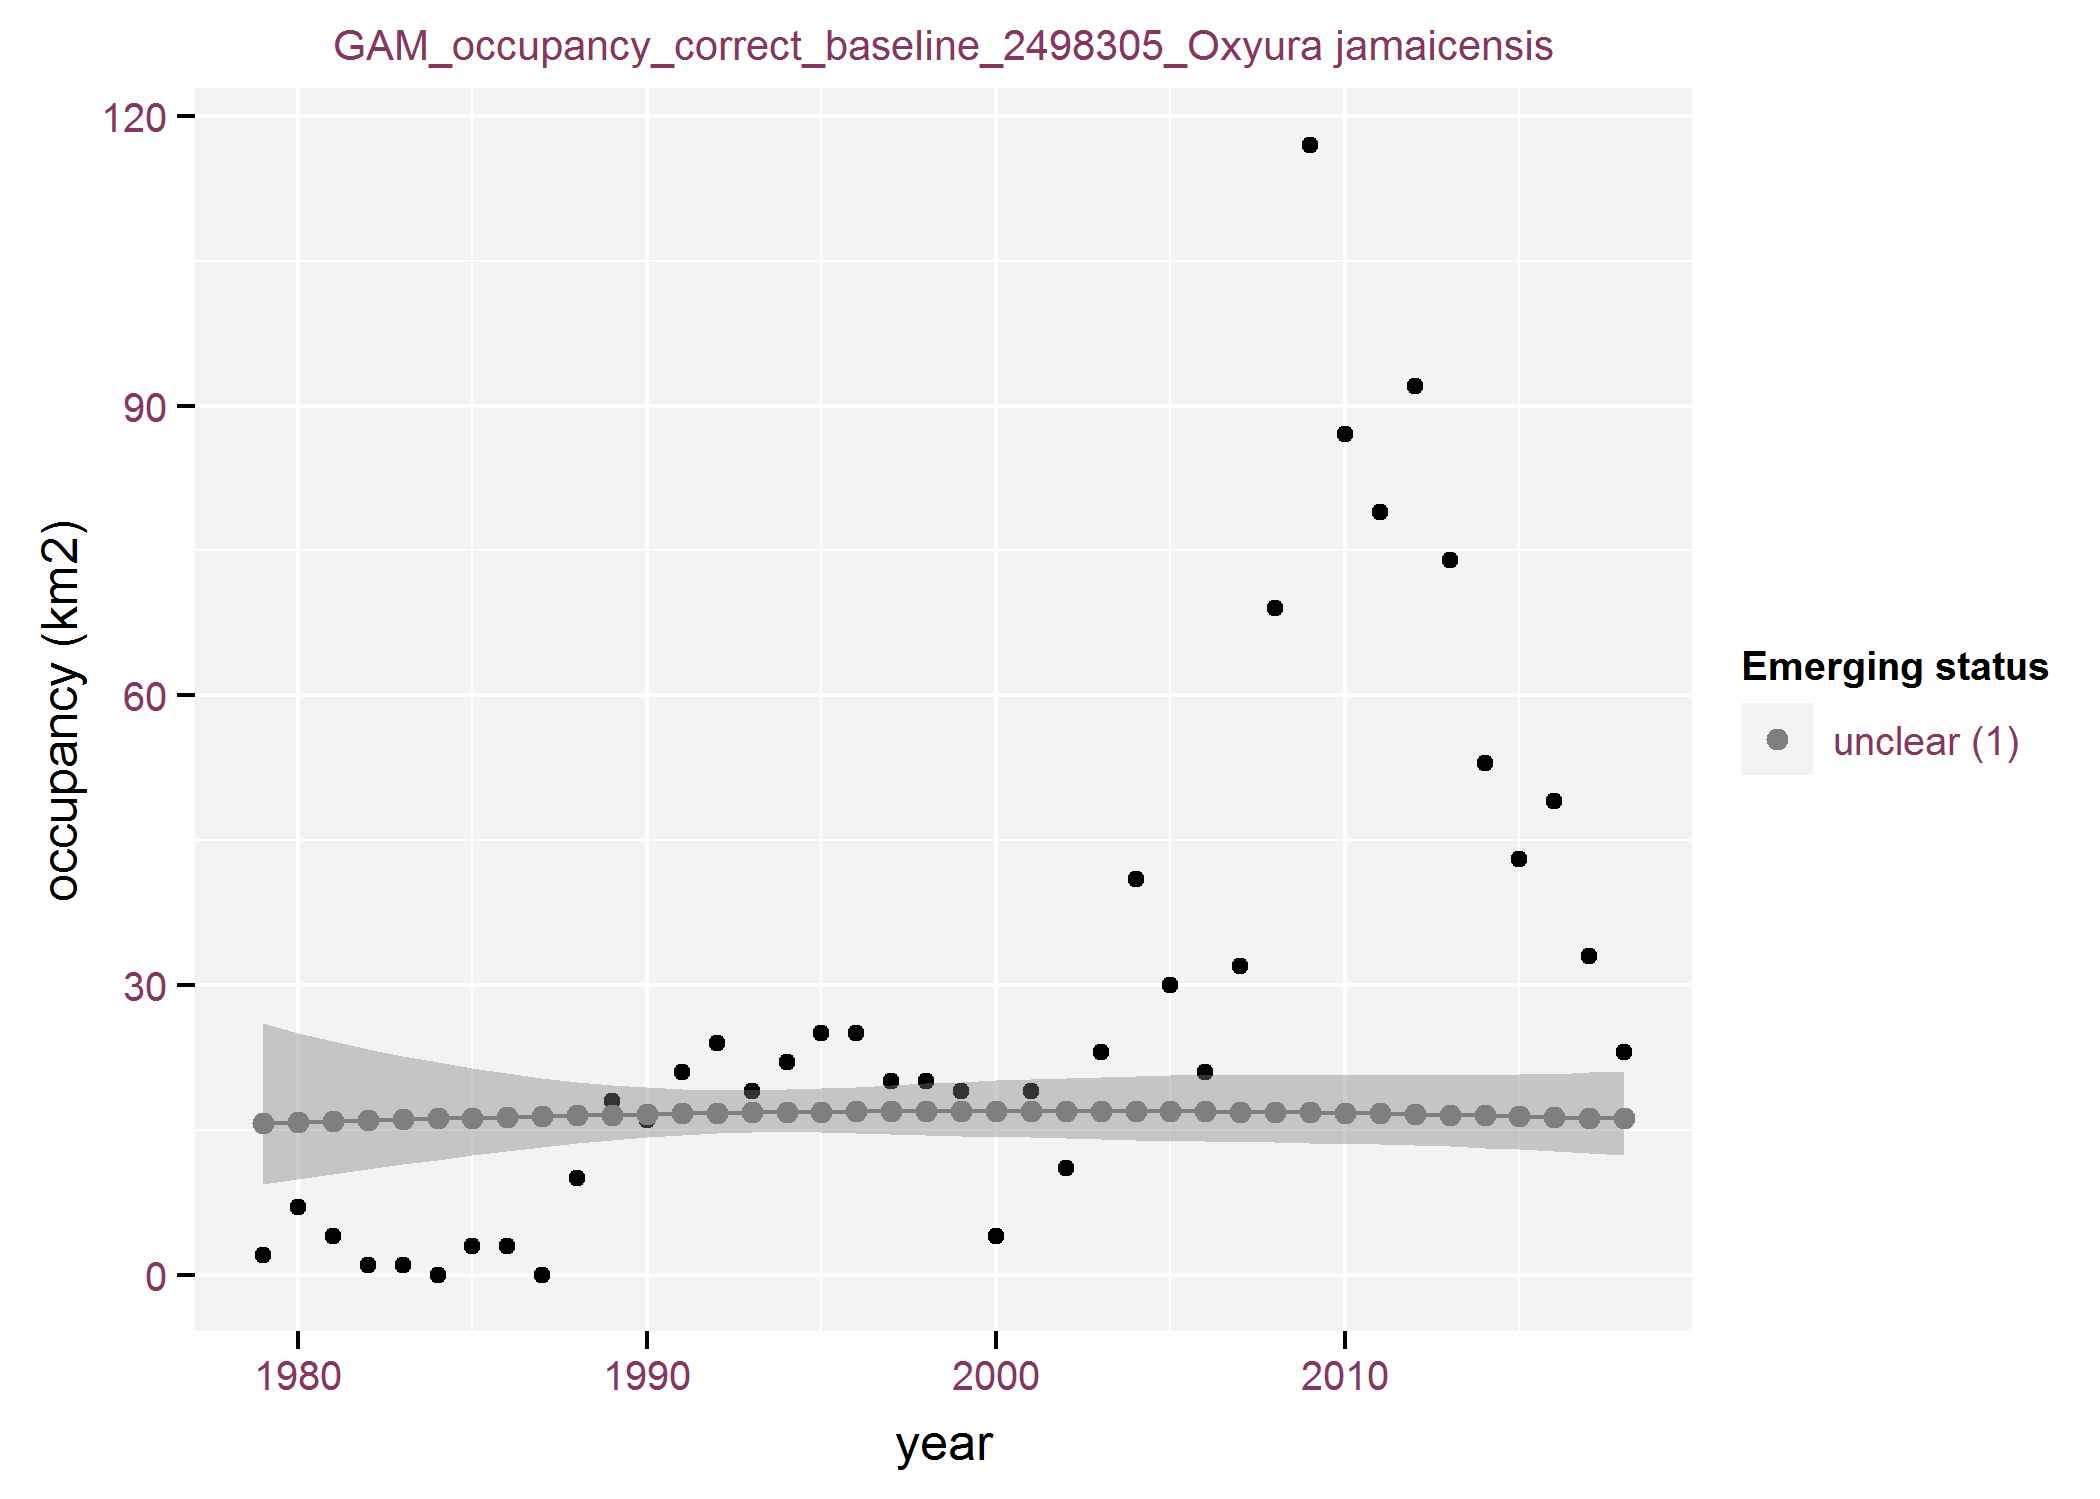 GAM_occupancy_correct_baseline_2498305_Oxyura jamaicensis
120
90
60
30
0
occupancy (km2)
1980 1990 2000 2010
year
Emerging status
unclear (1)